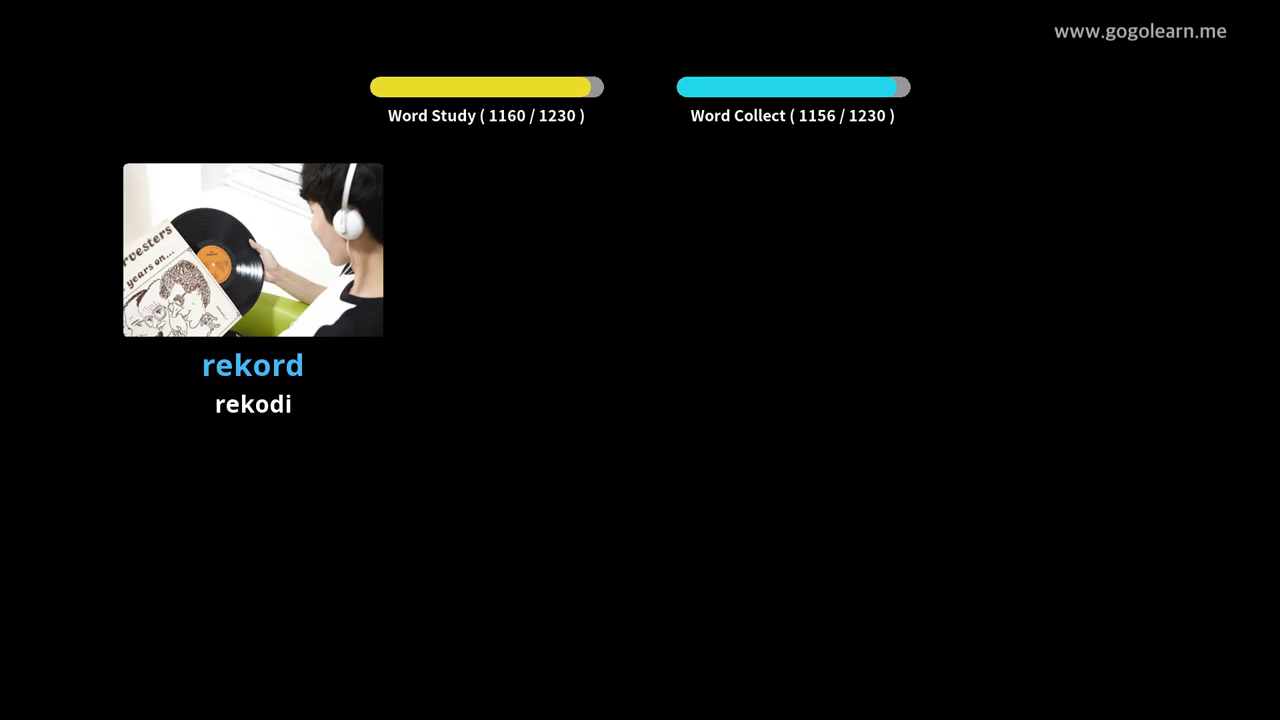 www.gogolearn.me
Word Study ( 1160 / 1230 )
Word Collect ( 1156 / 1230 )
rvesters
years on...
rekord
rekodi